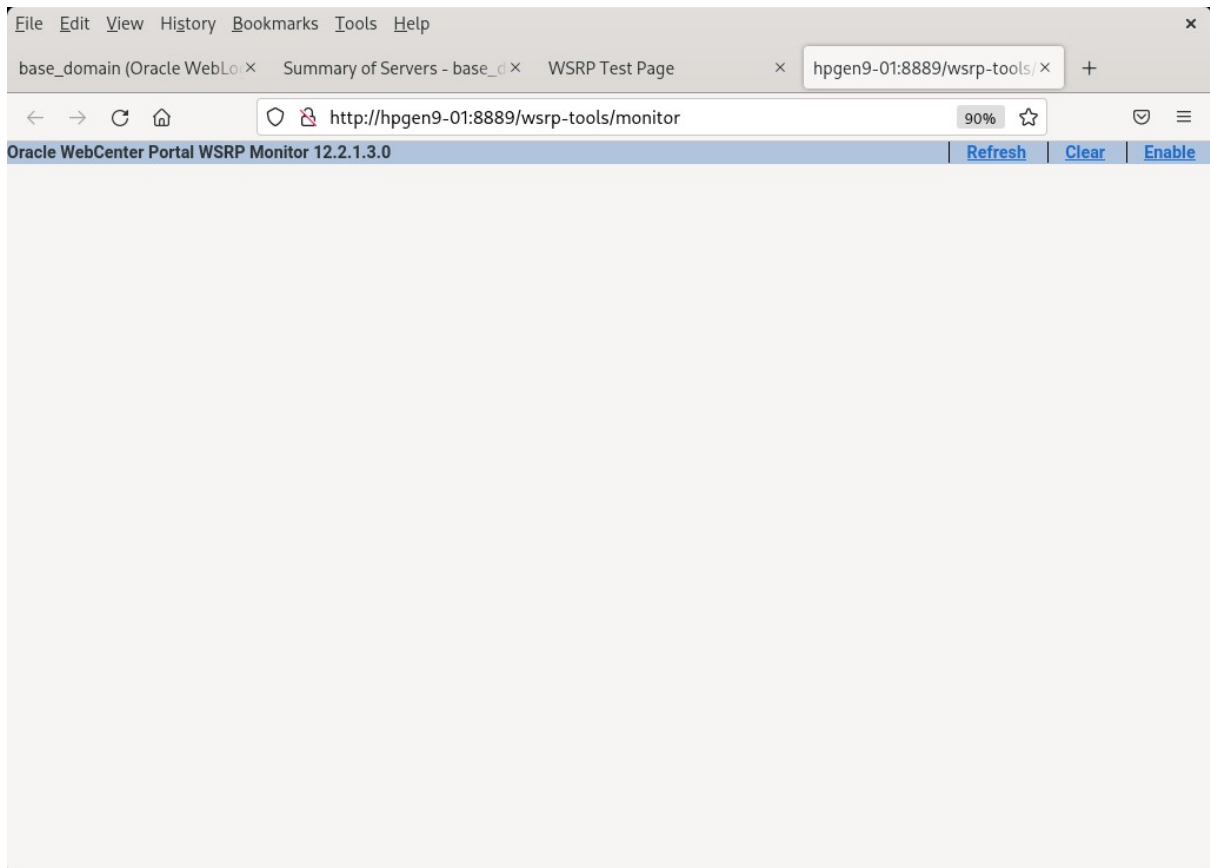 File Edit View History Bookmarks Tools Help
base_domain (Oracle WebLo Summary of Servers - base_d WSRP Test Page hpgen9-01:8889/wsrp-tools/
http://hpgen9-01:8889/wsrp-tools/monitor 90%
Oracle WebCenter Portal WSRP Monitor 12.2.1.3.0 Refresh Clear Enable